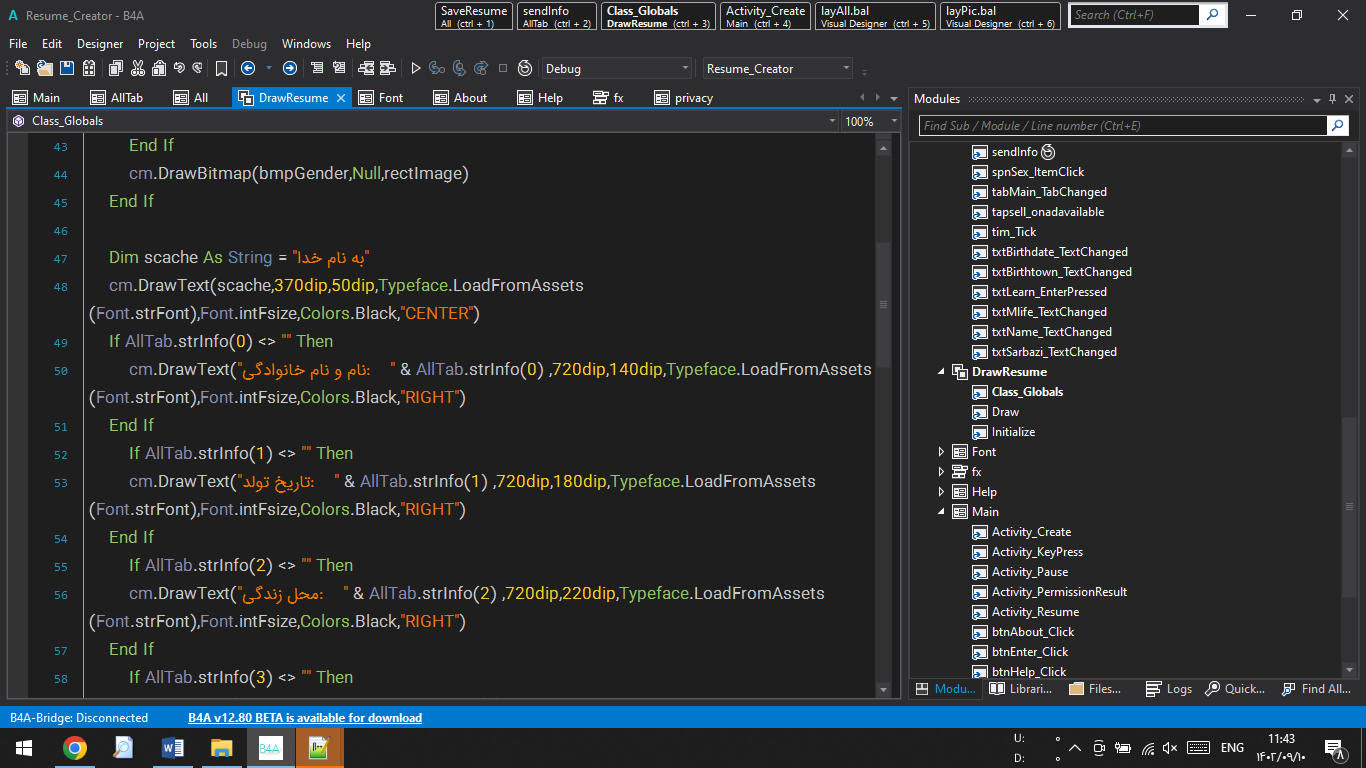 Resume_Creator - B4A
SaveResume
All (ctrl + 1)
sendInfo
AllTab (ctrl + 2)
Class_Globals
DrawResume (ctrl + 3)
Activity_Create
Main (ctrl + 4)
layAll.bal
Visual Designer (ctrl + 5)
layPic.bal
Visual Designer (ctrl + 6)
Search (Ctrl+F)
File Edit Designer Project Tools Debug Windows Help
Debug Resume_Creator
Main AllTab All DrawResume Font About Help fx privacy
Class_Globals 100%
43 End If
44 cm.DrawBitmap(bmpGender,Null,rectImage)
45 End If
46
47 Dim scache As String = "به نام خدا"
48 cm.DrawText(scache,370dip,50dip,Typeface.LoadFromAssets
(Font.strFont),Font.intFsize,Colors.Black,"CENTER")
49 If AllTab.strInfo(0) <> "" Then
50 cm.DrawText("نام و نام خانوادگی: " & AllTab.strInfo(0) ,720dip,140dip,Typeface.LoadFromAssets
(Font.strFont),Font.intFsize,Colors.Black,"RIGHT")
51 End If
52 If AllTab.strInfo(1) <> "" Then
53 cm.DrawText("تاریخ تولد: " & AllTab.strInfo(1) ,720dip,180dip,Typeface.LoadFromAssets
(Font.strFont),Font.intFsize,Colors.Black,"RIGHT")
54 End If
55 If AllTab.strInfo(2) <> "" Then
56 cm.DrawText("محل زندگی: " & AllTab.strInfo(2) ,720dip,220dip,Typeface.LoadFromAssets
(Font.strFont),Font.intFsize,Colors.Black,"RIGHT")
57 End If
58 If AllTab.strInfo(3) <> "" Then
Modules
Find Sub / Module / Line number (Ctrl+E)
sendInfo
spnSex_ItemClick
tabMain_TabChanged
tapsell_onadavailable
tim_Tick
txtBirthdate_TextChanged
txtBirthtown_TextChanged
txtLearn_EnterPressed
txtMlife_TextChanged
txtName_TextChanged
txtSarbazi_TextChanged
DrawResume
Class_Globals
Draw
Initialize
Font
fx
Help
Main
Activity_Create
Activity_KeyPress
Activity_Pause
Activity_PermissionResult
Activity_Resume
btnAbout_Click
btnEnter_Click
btnHelp_Click
Modu... Librari... Files... Logs Quick... Find All...
B4A-Bridge: Disconnected B4A v12.80 BETA is available for download
B4A
U:
D:
ENG
11:43
۱۴۰۲/۰۹/۱۰
۸